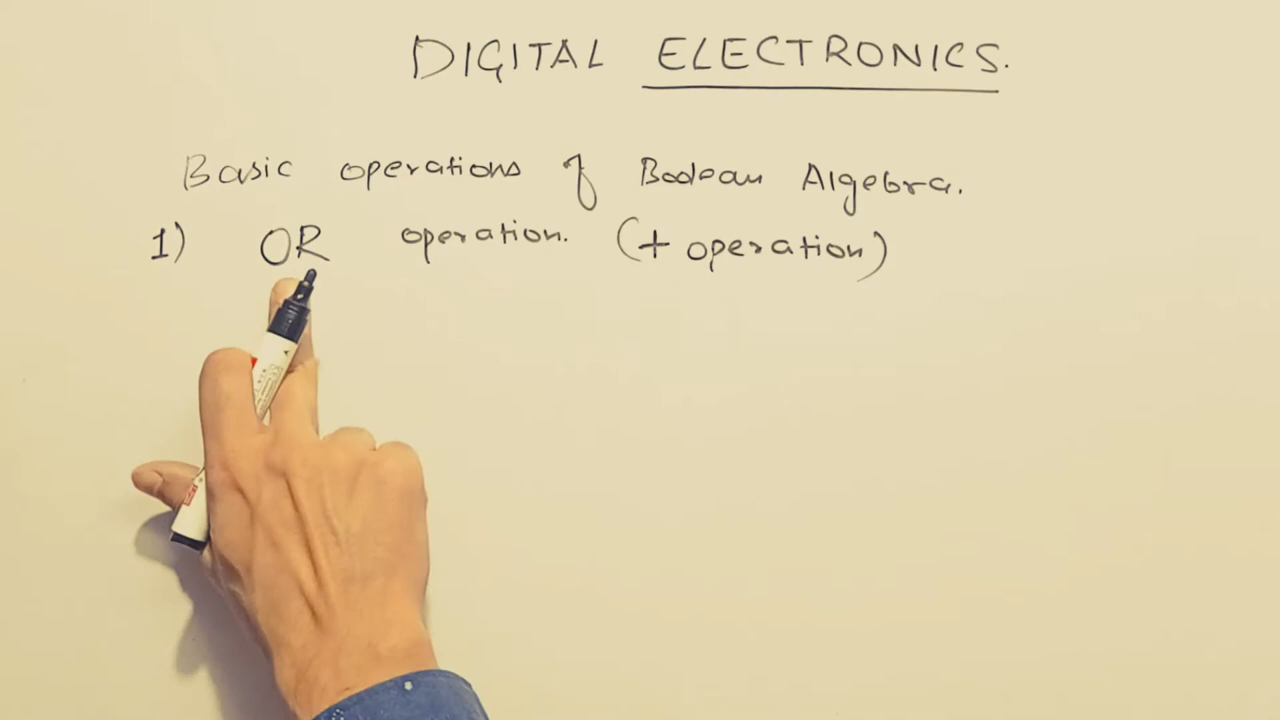 DIGITAL ELECTRONICS.
Basic operations of Boolean Algebra.
1) OR operation. (+ operation)